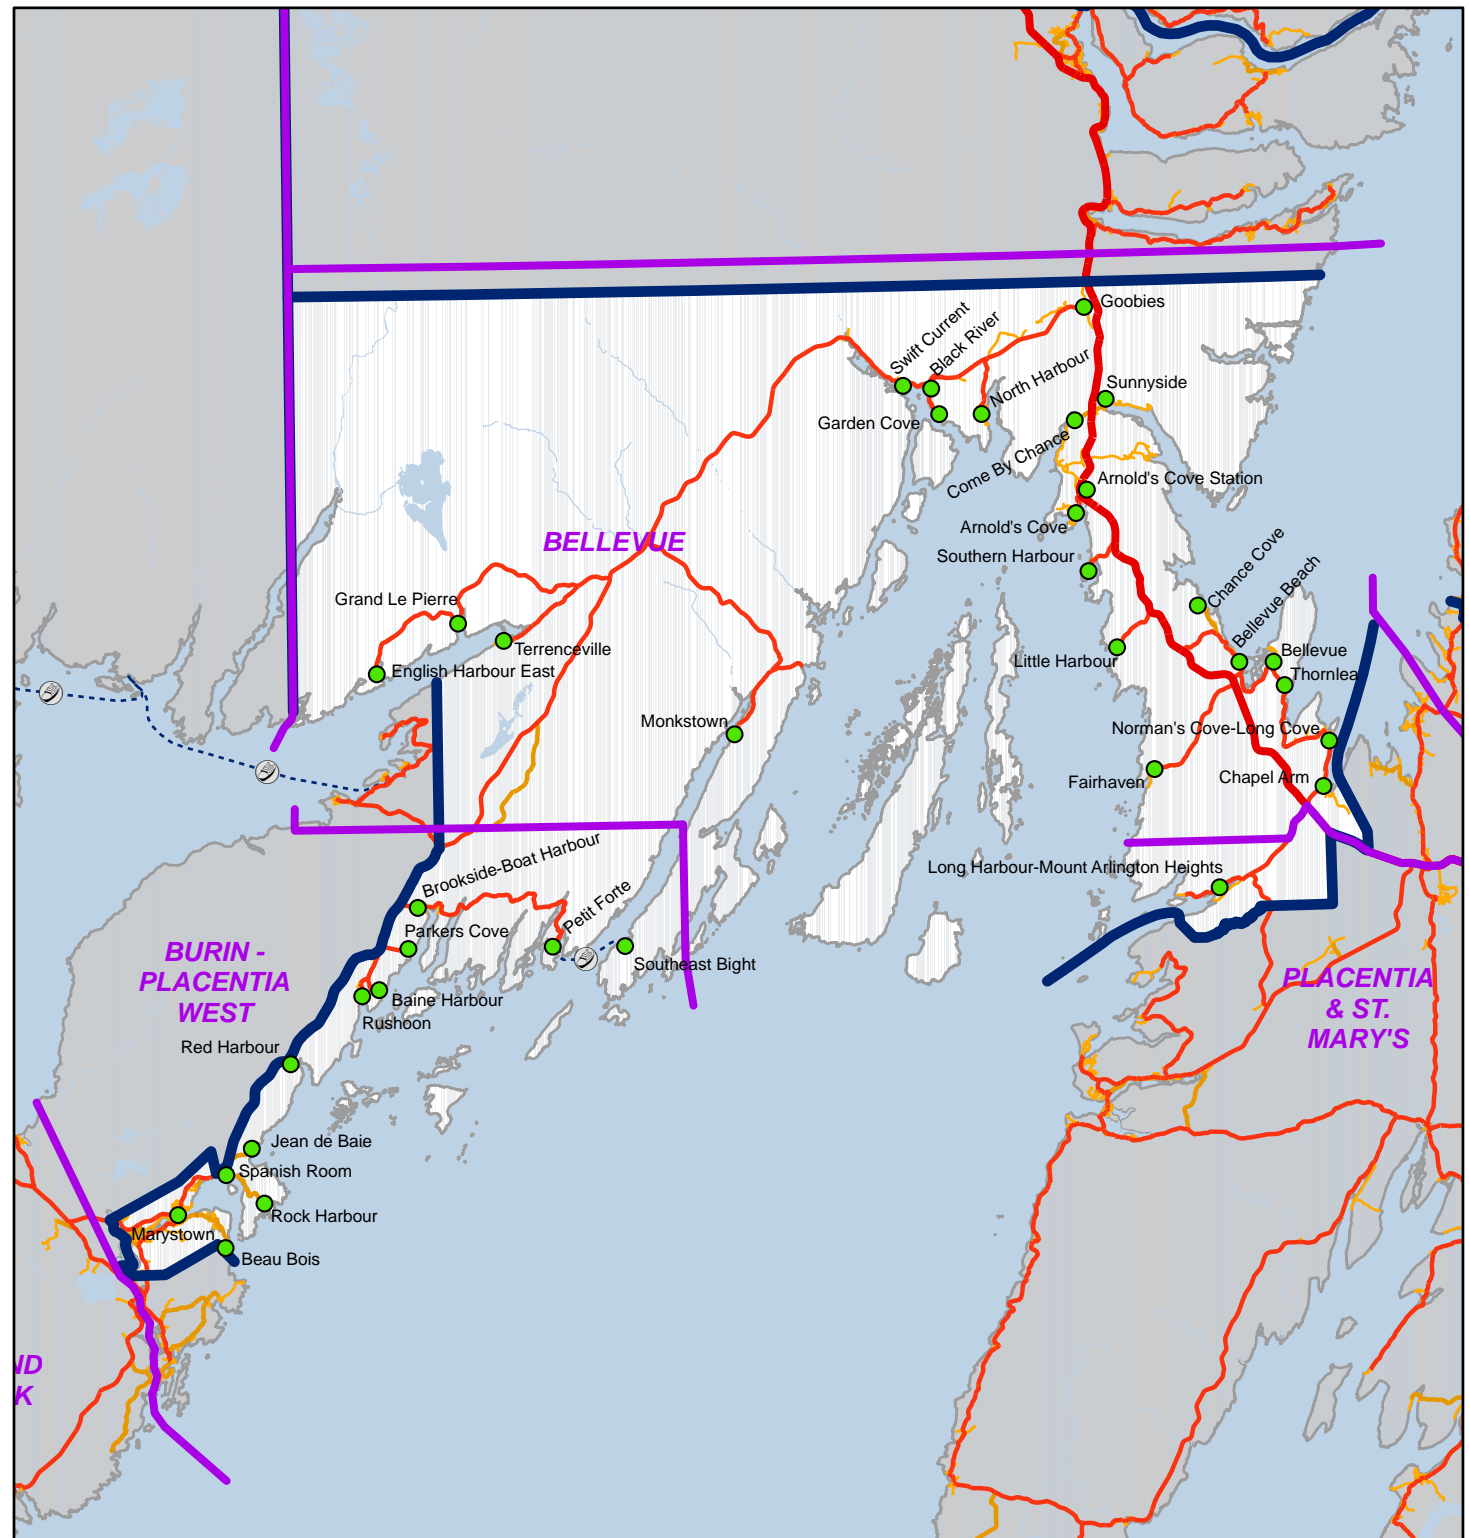 Goobies
Swift Current
Black River
North Harbour
Sunnyside
Garden Cove
Come By Chance
Arnold's Cove Station
Arnold's Cove
BELLEVUE
Southern Harbour
Chance Cove
Bellevue Beach
Grand Le Pierre
Terrenceville
Little Harbour
Bellevue
English Harbour East
Thornlea
Monkstown
Norman's Cove-Long Cove
Fairhaven
Chapel Arm
Brookside-Boat Harbour
Long Harbour-Mount Arlington Heights
Petit Forte
Parkers Cove
BURIN -
PLACENTIA
WEST
Southeast Bight
PLACENTIA
& ST.
MARY'S
Baine Harbour
Rushoon
Red Harbour
Jean de Baie
Spanish Room
Rock Harbour
Marystown
Beau Bois
ND
K